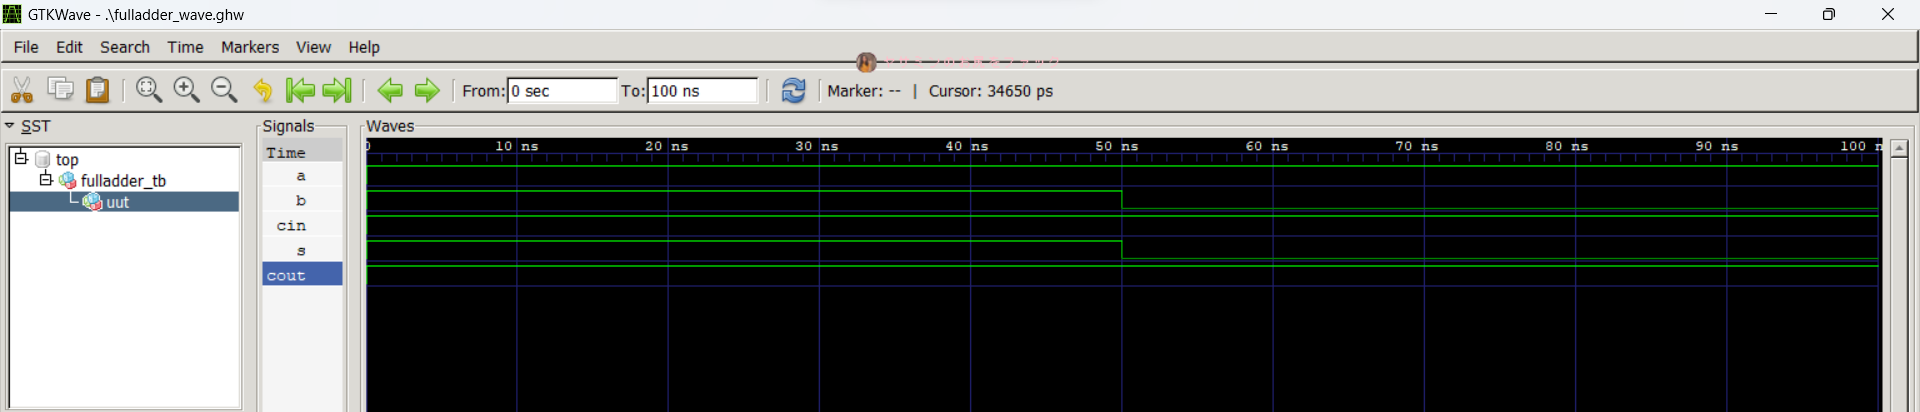 GTKWave - .\fulladder_wave.ghw
File Edit Search Time Markers View Help
From: 0 sec To: 100 ns Marker: -- | Cursor: 34650 ps
SST
top
fulladder_tb
uut
Signals
Time
a
b
cin
s
cout
Waves
0 10 ns 20 ns 30 ns 40 ns 50 ns 60 ns 70 ns 80 ns 90 ns 100 n